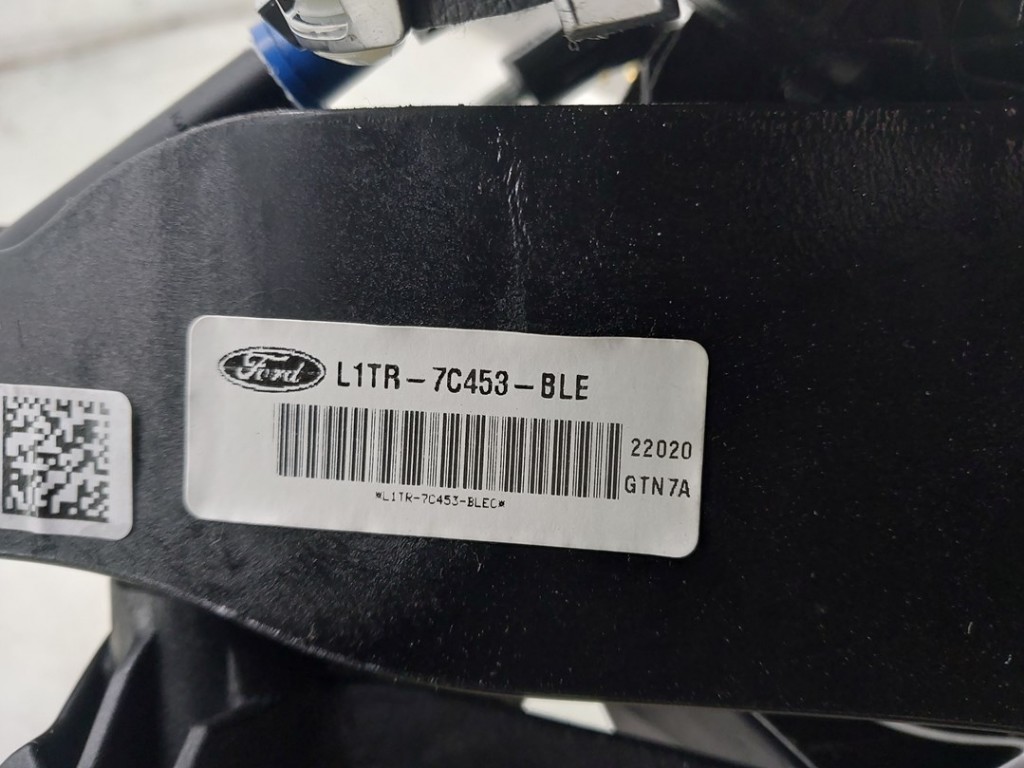 Ford L1TR-7C453-BLE
22020
GTN7A
*L1TR-7C453-BLEC*